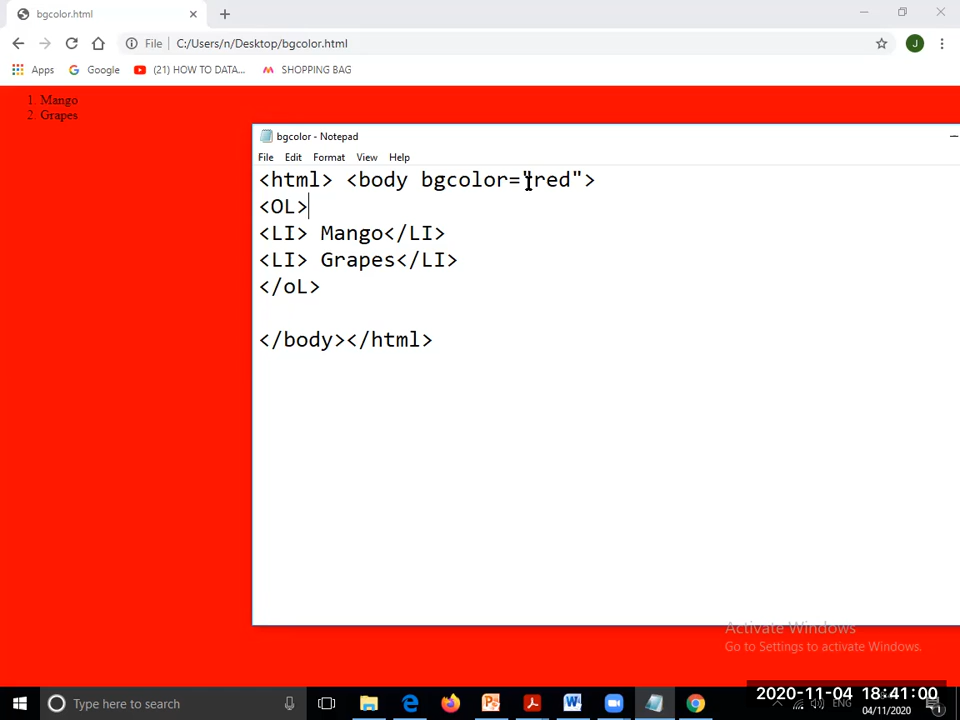 bgcolor.html
File C:/Users/n/Desktop/bgcolor.html
Apps Google (21) HOW TO DATA... SHOPPING BAG
J
1. Mango
2. Grapes
bgcolor - Notepad
File Edit Format View Help
<html> <body bgcolor="red">
<OL>
<LI> Mango</LI>
<LI> Grapes</LI>
</oL>
</body></html>
Activate Windows
Go to Settings to activate Windows.
Type here to search
ENG
2020-11-04 18:41:00
04/11/2020